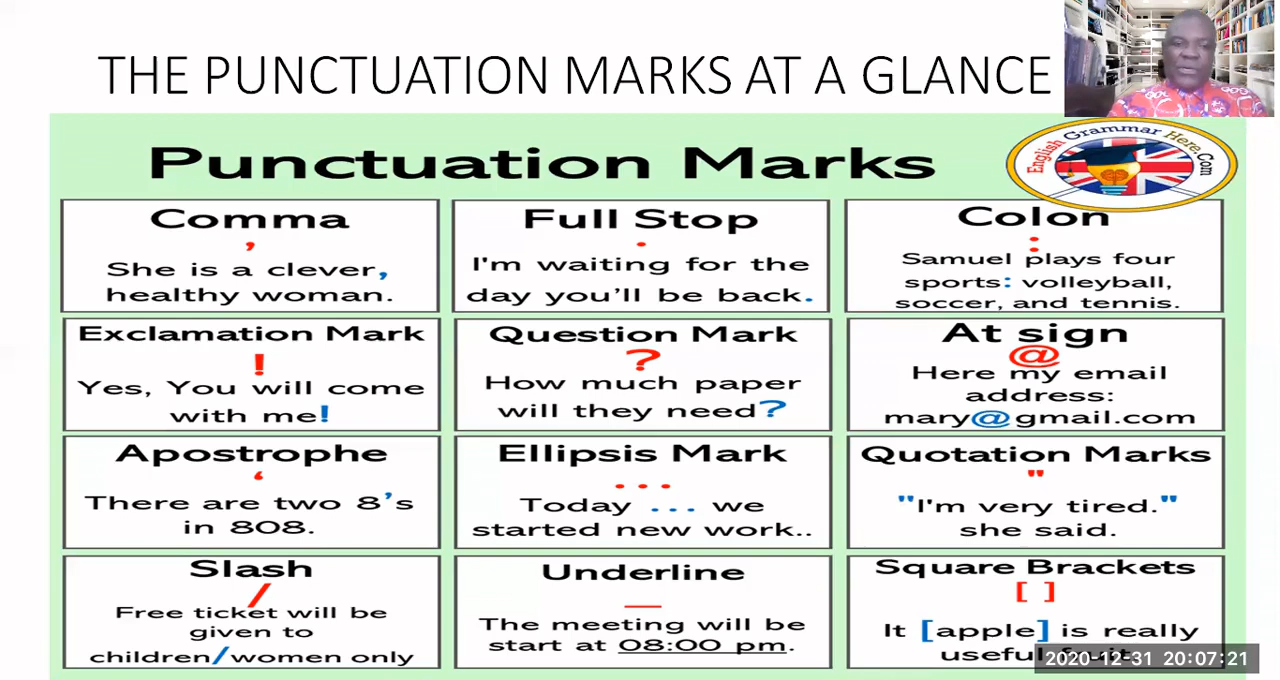 THE PUNCTUATION MARKS AT A GLANCE
Punctuation Marks
English Grammar Here.Com
Comma
,
She is a clever,
healthy woman.
Full Stop
.
I'm waiting for the
day you'll be back.
Colon
:
Samuel plays four
sports: volleyball,
soccer, and tennis.
Exclamation Mark
!
Yes, You will come
with me!
Question Mark
?
How much paper
will they need?
At sign
@
Here my email
address:
mary@gmail.com
Apostrophe
‘
There are two 8’s
in 808.
Ellipsis Mark
...
Today ... we
started new work..
Quotation Marks
"
"I'm very tired."
she said.
Slash
/
Free ticket will be
given to
children/women only
Underline
_
The meeting will be
start at 08:00 pm.
Square Brackets
[ ]
It [apple] is really
useful fruit.
2020-12-31 20:07:21